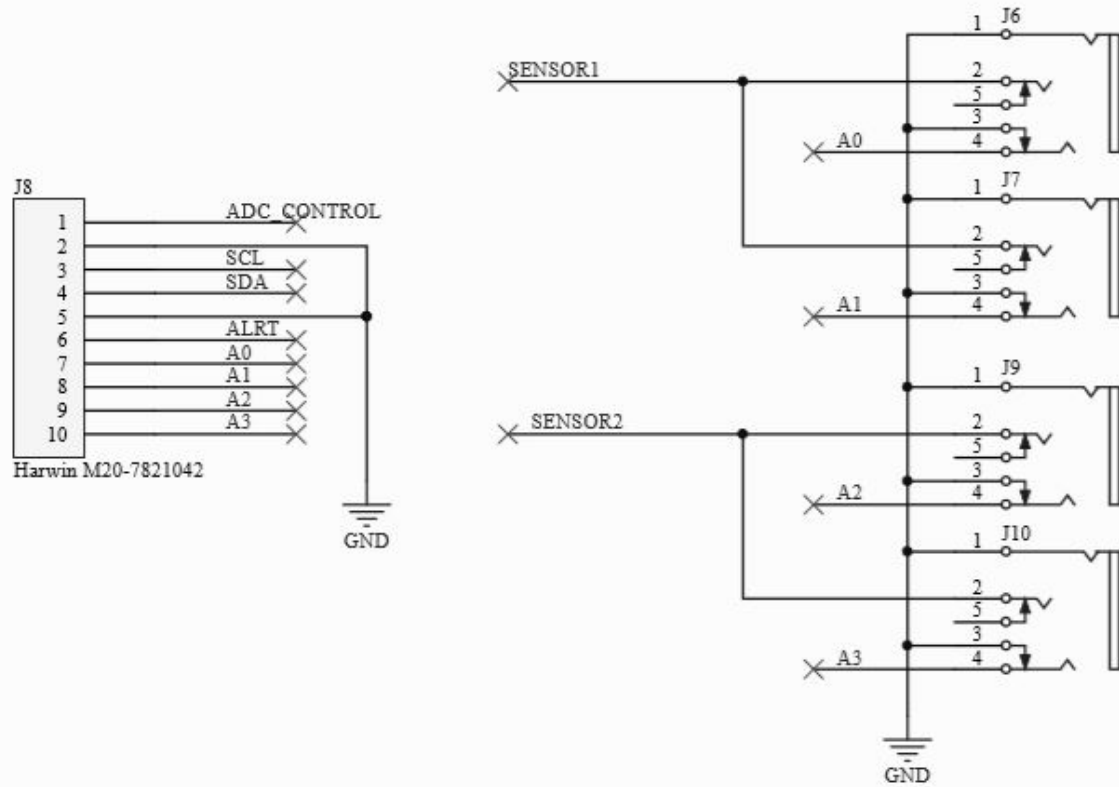 J8
1 ADC_CONTROL
2
3 SCL
4 SDA
5
6 ALRT
7 A0
8 A1
9 A2
10 A3
Harwin M20-7821042
GND
SENSOR1
1 J6
2
5
3
A0 4
1 J7
2
5
3
A1 4
SENSOR2
1 J9
2
5
3
A2 4
1 J10
2
5
3
A3 4
GND